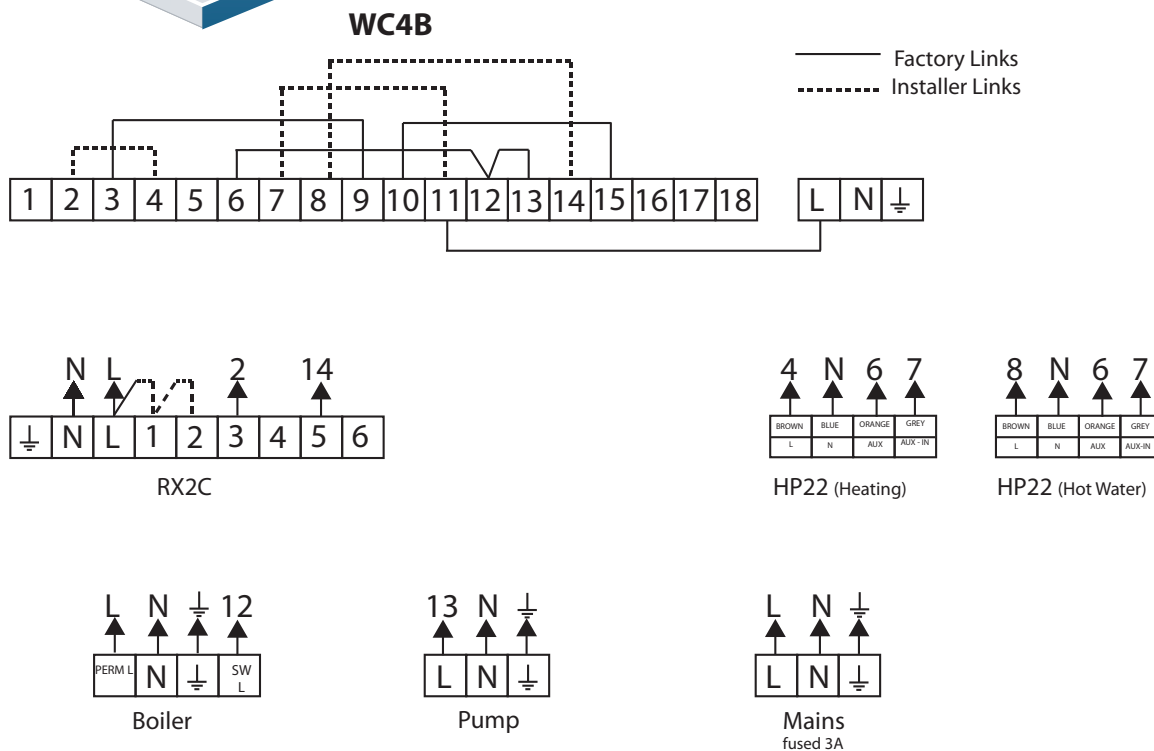 WC4B
Factory Links
Installer Links
1 2 3 4 5 6 7 8 9 10 11 12 13 14 15 16 17 18 L N
N L 2 14
N L 1 2 3 4 5 6
RX2C
4 N 6 7
BROWN BLUE ORANGE GREY
L N AUX AUX - IN
HP22 (Heating)
8 N 6 7
BROWN BLUE ORANGE GREY
L N AUX AUX-IN
HP22 (Hot Water)
L N 12
PERM L N SW L
Boiler
13 N
L N
Pump
L N
L N
Mains
fused 3A